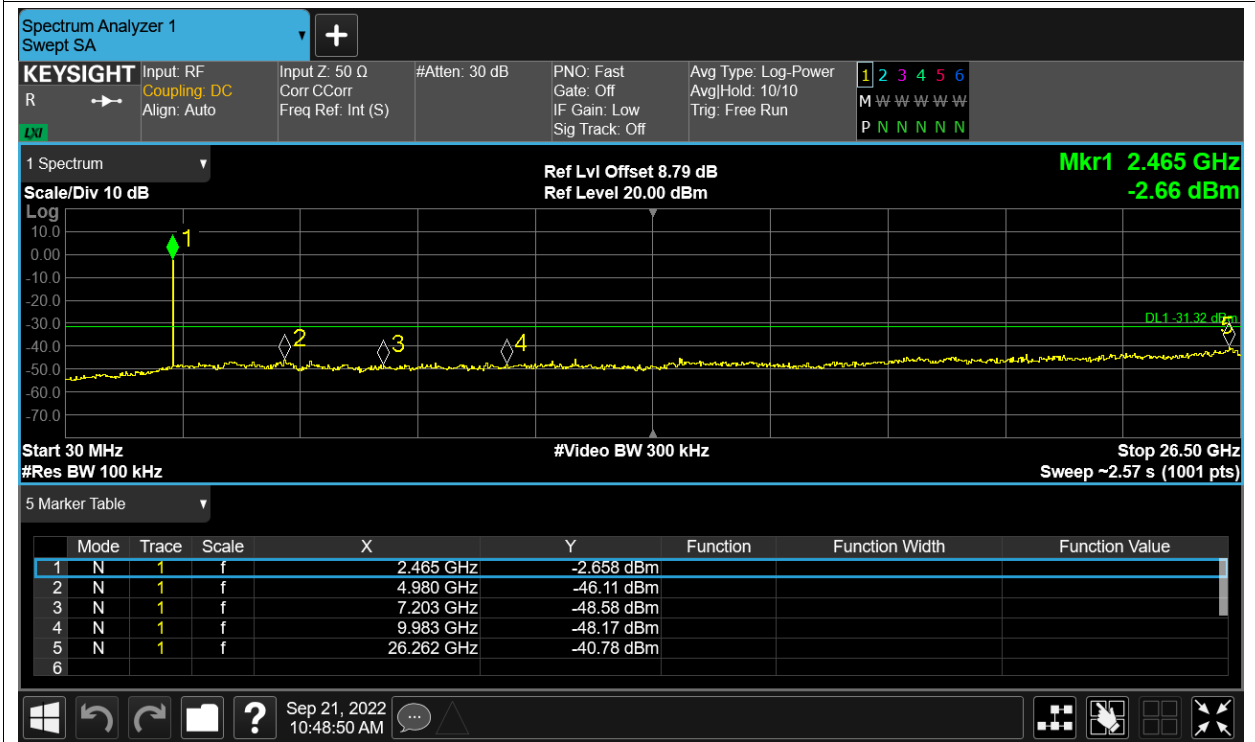 Spectrum Analyzer 1
Swept SA
+
KEYSIGHT Input: RF Input Z: 50 Ω #Atten: 30 dB PNO: Fast Avg Type: Log-Power 1 2 3 4 5 6
R Coupling: DC Corr CCorr Gate: Off Avg|Hold: 10/10 M W W W W W
Align: Auto Freq Ref: Int (S) IF Gain: Low Trig: Free Run
LXI Sig Track: Off P N N N N N
1 Spectrum Ref Lvl Offset 8.79 dB Mkr1 2.465 GHz
Scale/Div 10 dB Ref Level 20.00 dBm -2.66 dBm
Log
10.0
0.00
-10.0
-20.0
-30.0
-40.0
-50.0
-60.0
-70.0
1
2
3
4
5
DL1 -31.32 dBm
Start 30 MHz #Video BW 300 kHz Stop 26.50 GHz
#Res BW 100 kHz Sweep ~2.57 s (1001 pts)
5 Marker Table
Mode Trace Scale X Y Function Function Width Function Value
1 N 1 f 2.465 GHz -2.658 dBm
2 N 1 f 4.980 GHz -46.11 dBm
3 N 1 f 7.203 GHz -48.58 dBm
4 N 1 f 9.983 GHz -48.17 dBm
5 N 1 f 26.262 GHz -40.78 dBm
6
? Sep 21, 2022
10:48:50 AM